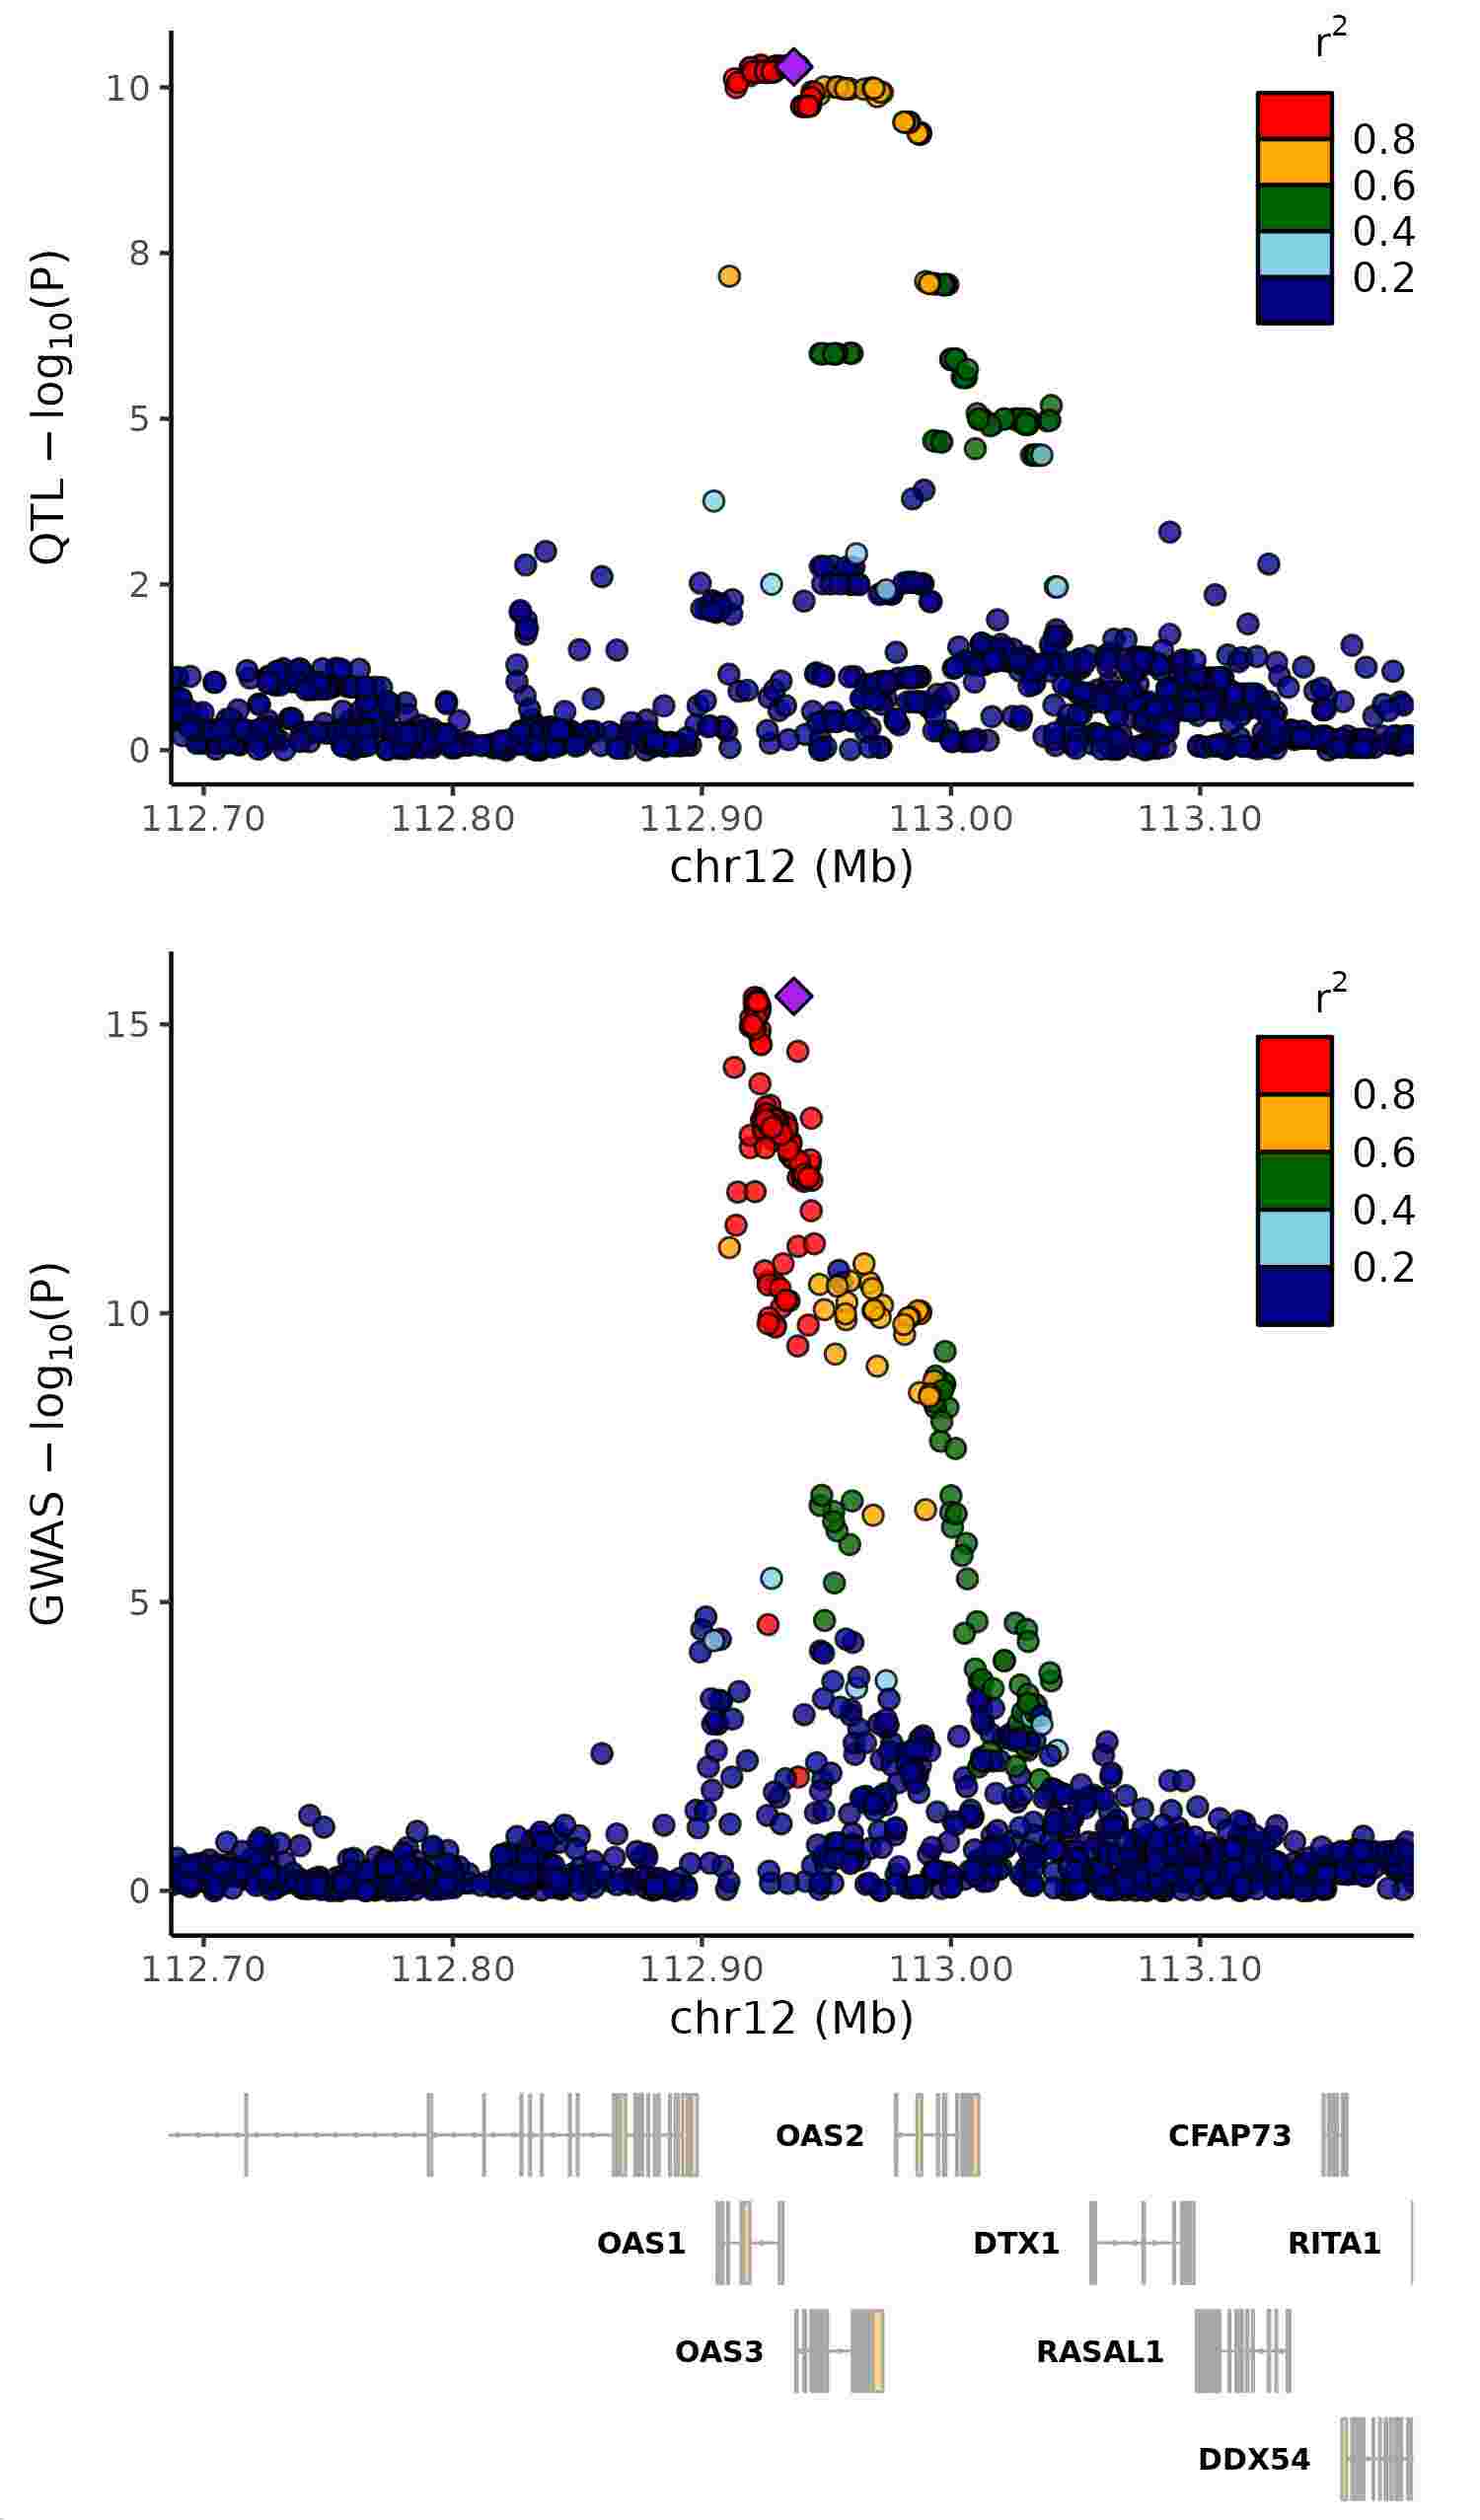 r2
10
8
5
2
0
0.8
0.6
0.4
0.2
QTL −log10(P)
112.70 112.80 112.90 113.00 113.10
chr12 (Mb)
r2
15
10
5
0
0.8
0.6
0.4
0.2
GWAS −log10(P)
112.70 112.80 112.90 113.00 113.10
chr12 (Mb)
OAS2 CFAP73
OAS1 DTX1 RITA1
OAS3 RASAL1
DDX54